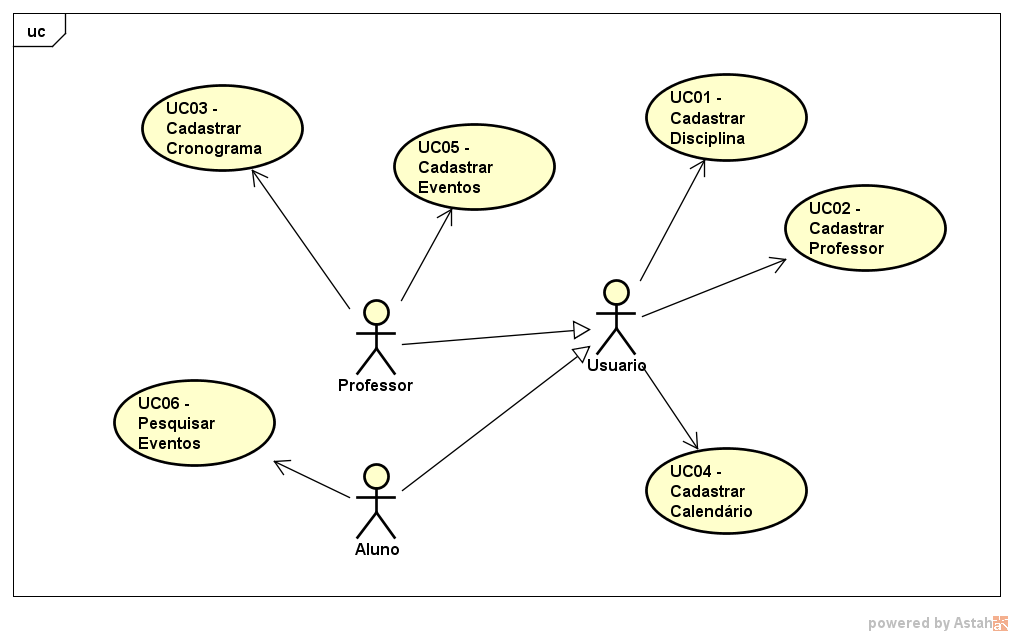 uc
UC03 -
Cadastrar
Cronograma
UC05 -
Cadastrar
Eventos
UC01 -
Cadastrar
Disciplina
UC02 -
Cadastrar
Professor
Professor
Usuario
UC06 -
Pesquisar
Eventos
Aluno
UC04 -
Cadastrar
Calendário
powered by Astah